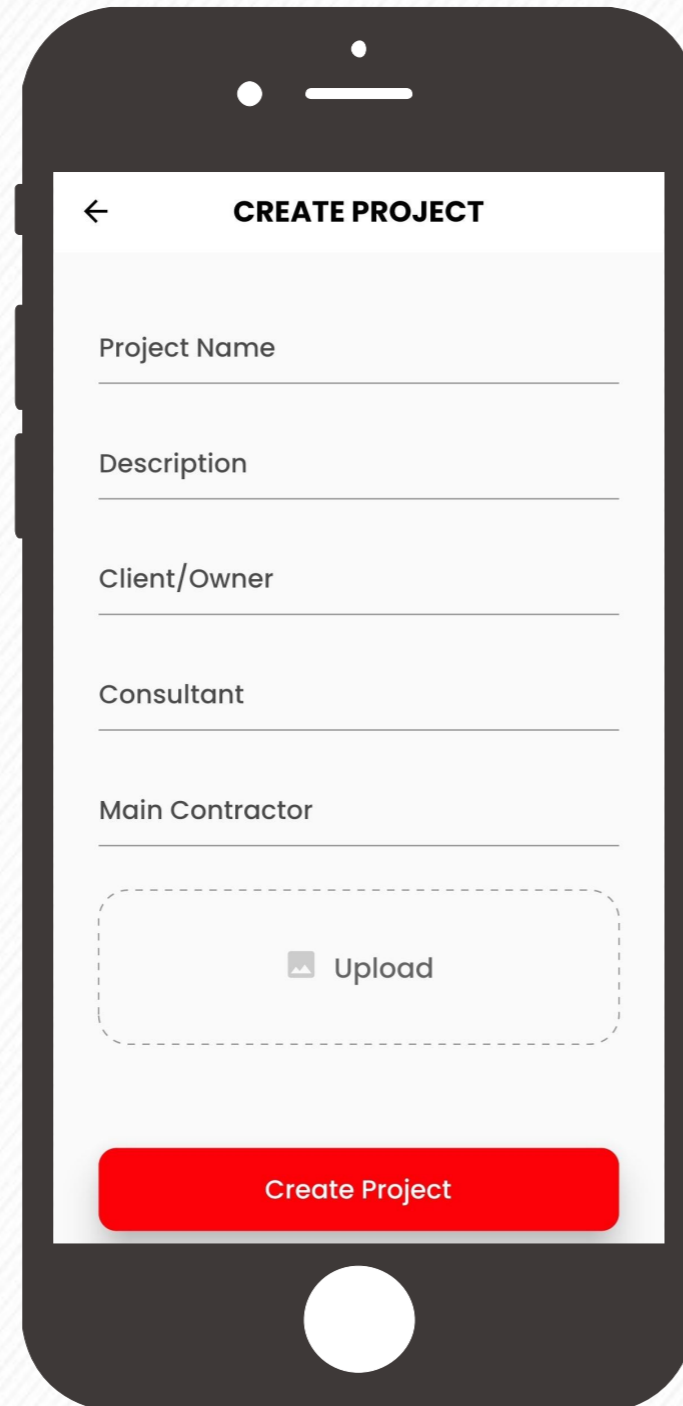 CREATE PROJECT
Project Name
Description
Client/Owner
Consultant
Main Contractor
Upload
Create Project